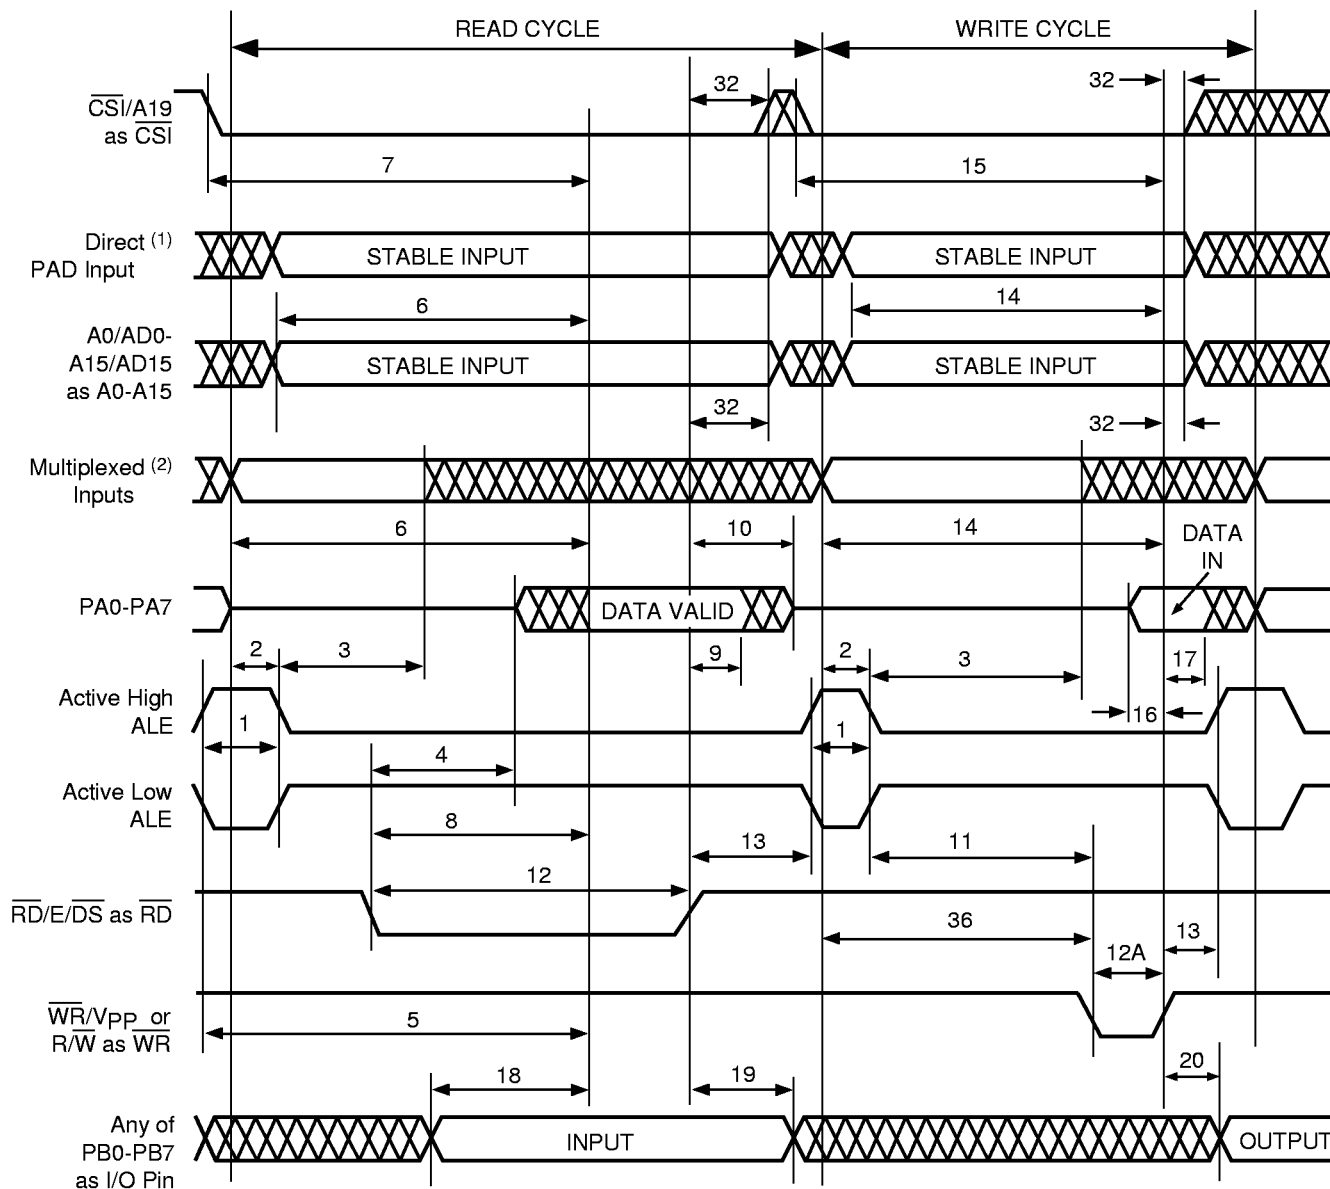 READ CYCLE WRITE CYCLE
32 32
CSI/A19
as CSI
7 15
Direct (1)
PAD Input
STABLE INPUT STABLE INPUT
6 14
A0/AD0-
A15/AD15
as A0-A15
STABLE INPUT STABLE INPUT
32 32
Multiplexed (2)
Inputs
6 10 14
DATA
IN
PA0-PA7
DATA VALID
2 3 9 2 3 17
Active High
ALE
1 1 16
4
Active Low
ALE
8 13 11
12
RD/E/DS as RD
36 12A 13
WR/VPP or
R/W as WR
5
18 19 20
Any of
PB0-PB7
as I/O Pin
INPUT OUTPUT